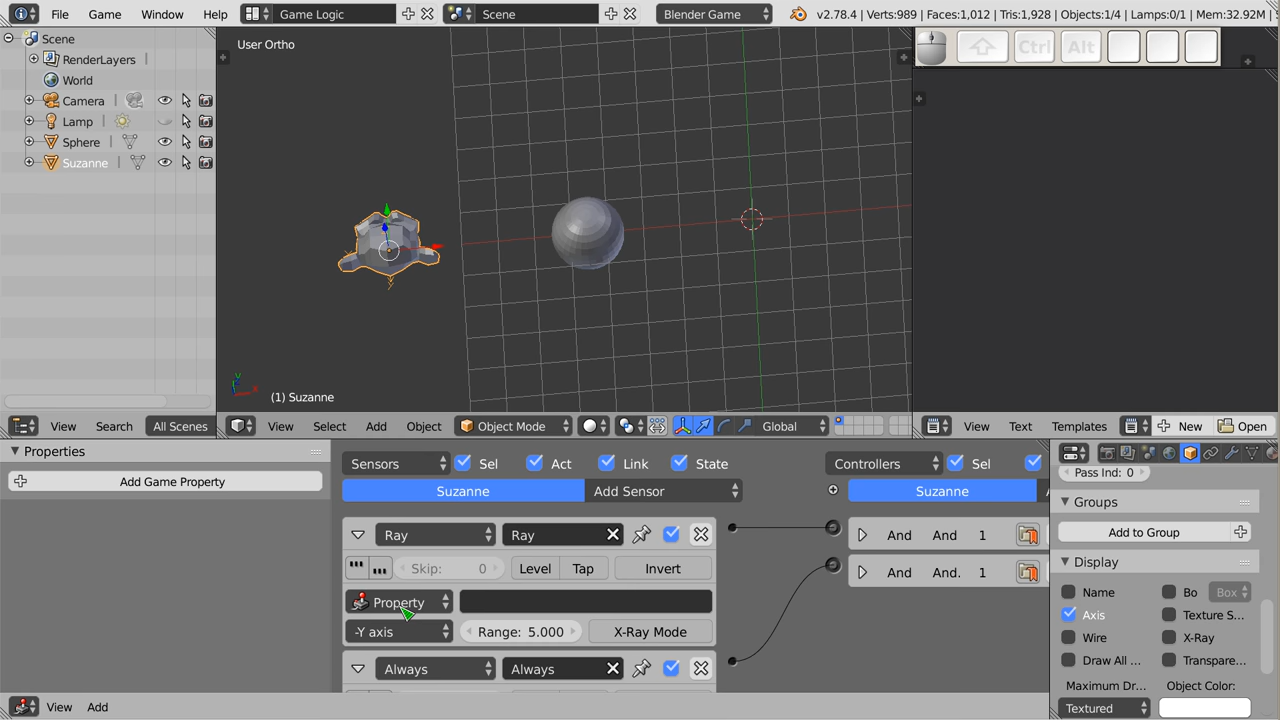 File Game Window Help Game Logic Scene Blender Game v2.78.4 | Verts:989 | Faces:1,012 | Tris:1,928 | Objects:1/4 | Lamps:0/1 | Mem:32.92M |
User Ortho
Ctrl Alt
Scene
RenderLayers
World
Camera
Lamp
Sphere
Suzanne
(1) Suzanne
View Search All Scenes
View Select Add Object Object Mode Global
View Text Templates New Open
Properties
Add Game Property
Sensors Sel Act Link State
Suzanne Add Sensor
Ray Ray
Skip: 0 Level Tap Invert
Property
-Y axis Range: 5.000 X-Ray Mode
Always Always
Controllers Sel
Suzanne
And And 1
And And. 1
Pass Ind: 0
Groups
Add to Group
Display
Name Bo Box
Axis Texture S...
Wire X-Ray
Draw All ... Transpare...
Maximum Dr... Object Color:
Textured
View Add